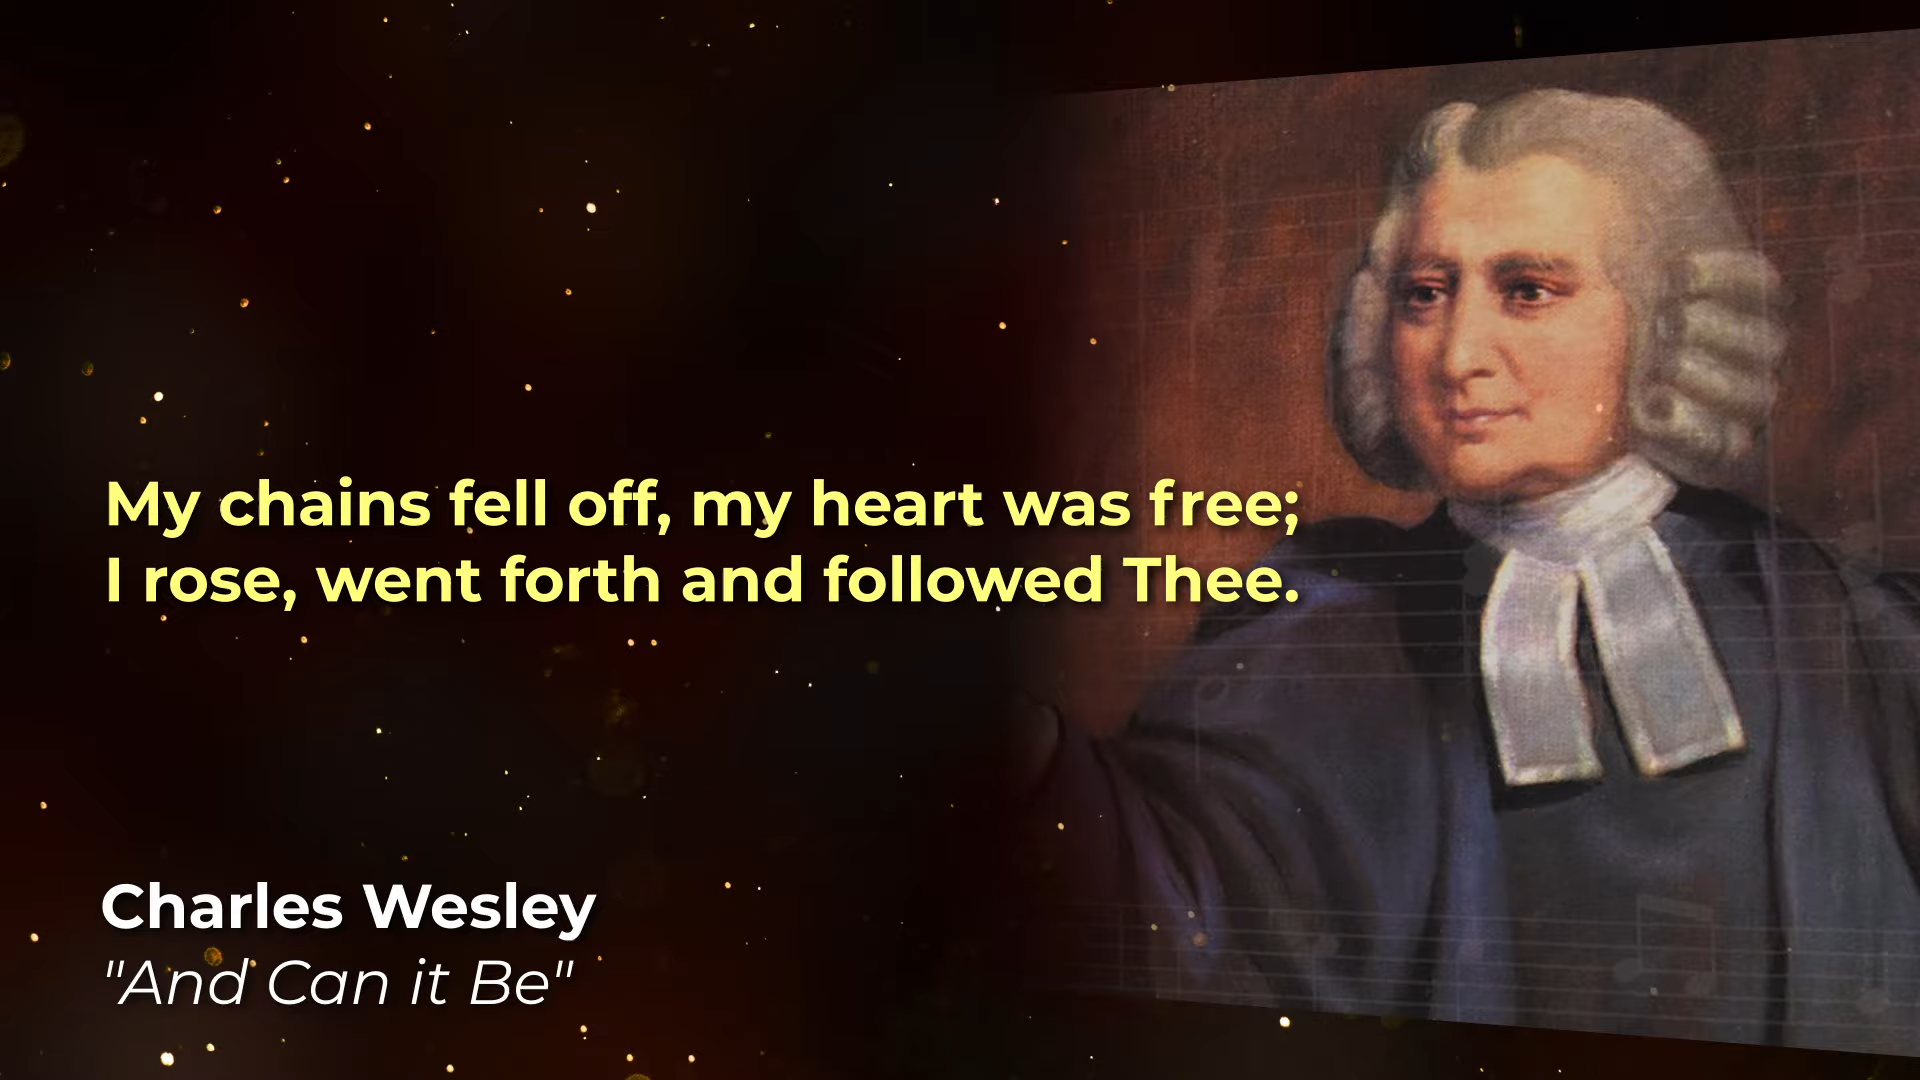 My chains fell off, my heart was free;
I rose, went forth and followed Thee.
Charles Wesley
"And Can it Be"